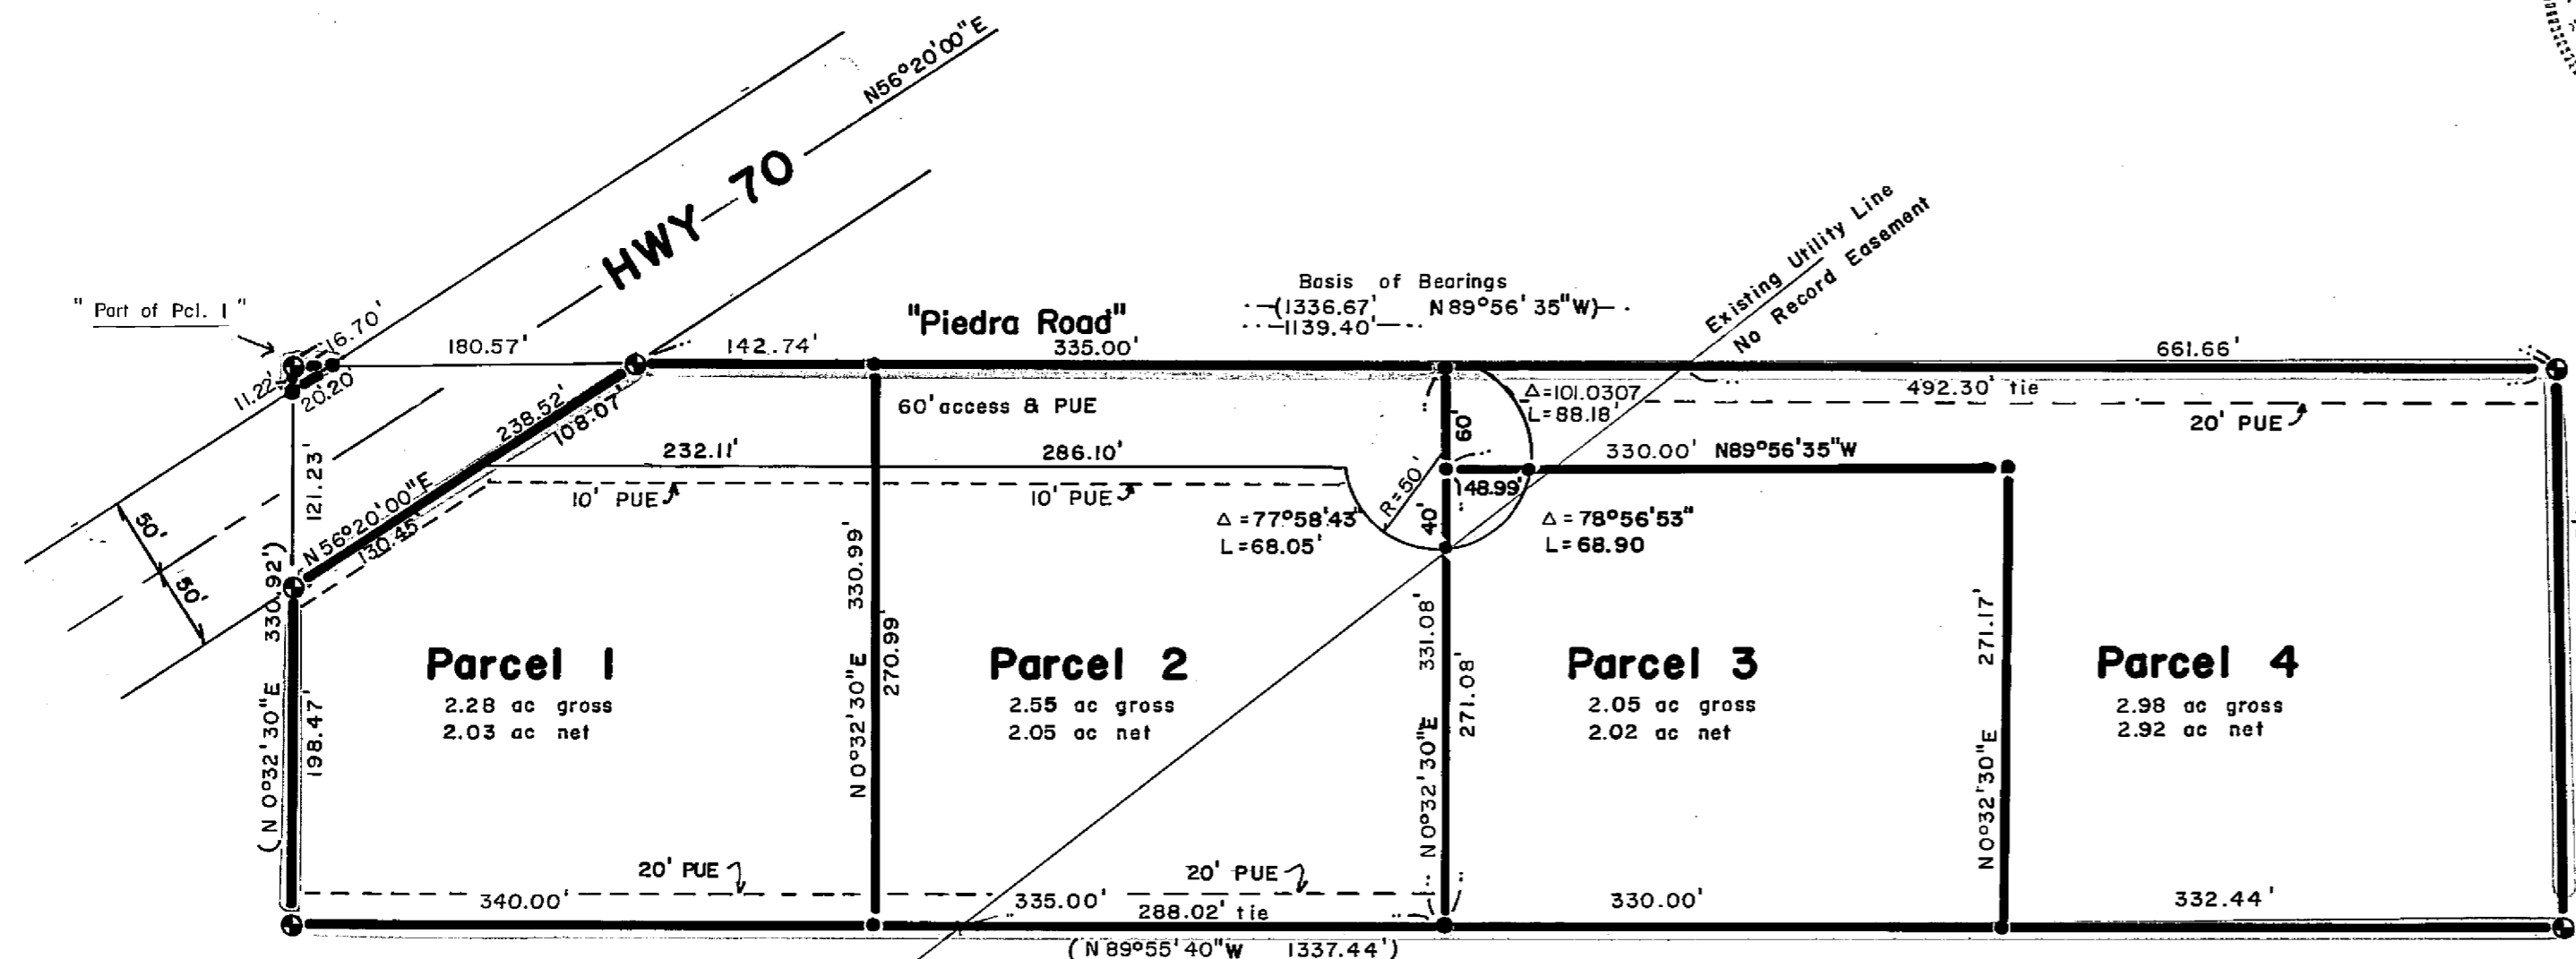 N56°20'00"E
HWY-70
Existing Utility Line
No Record Easement
Basis of Bearings
(1336.67' N89°56'35"W)
1139.40'
" Part of Pcl. 1 "
16.70'
180.57'
142.74'
"Piedra Road"
335.00'
661.66'
11.22'
20.20'
492.30' tie
20' PUE
60' access & PUE
Δ=101.0307
L=88.18'
238.52'
108.07'
60'
232.11'
286.10'
330.00' N89°56'35"W
10' PUE
10' PUE
R=50'
148.99'
40'
121.23'
N56°20'00"E
130.45'
50'
50'
Δ=77°58'43"
L=68.05'
Δ=78°56'53"
L=68.90
(N 0°32'30"E 330.92')
198.47'
N 0°32'30"E 330.99'
270.99'
N 0°32'30"E 331.08'
271.08'
N 0°32'30"E 271.17'
Parcel 1
2.28 ac gross
2.03 ac net
Parcel 2
2.55 ac gross
2.05 ac net
Parcel 3
2.05 ac gross
2.02 ac net
Parcel 4
2.98 ac gross
2.92 ac net
20' PUE
20' PUE
340.00'
335.00'
288.02' tie
330.00'
332.44'
(N 89°55'40"W 1337.44')